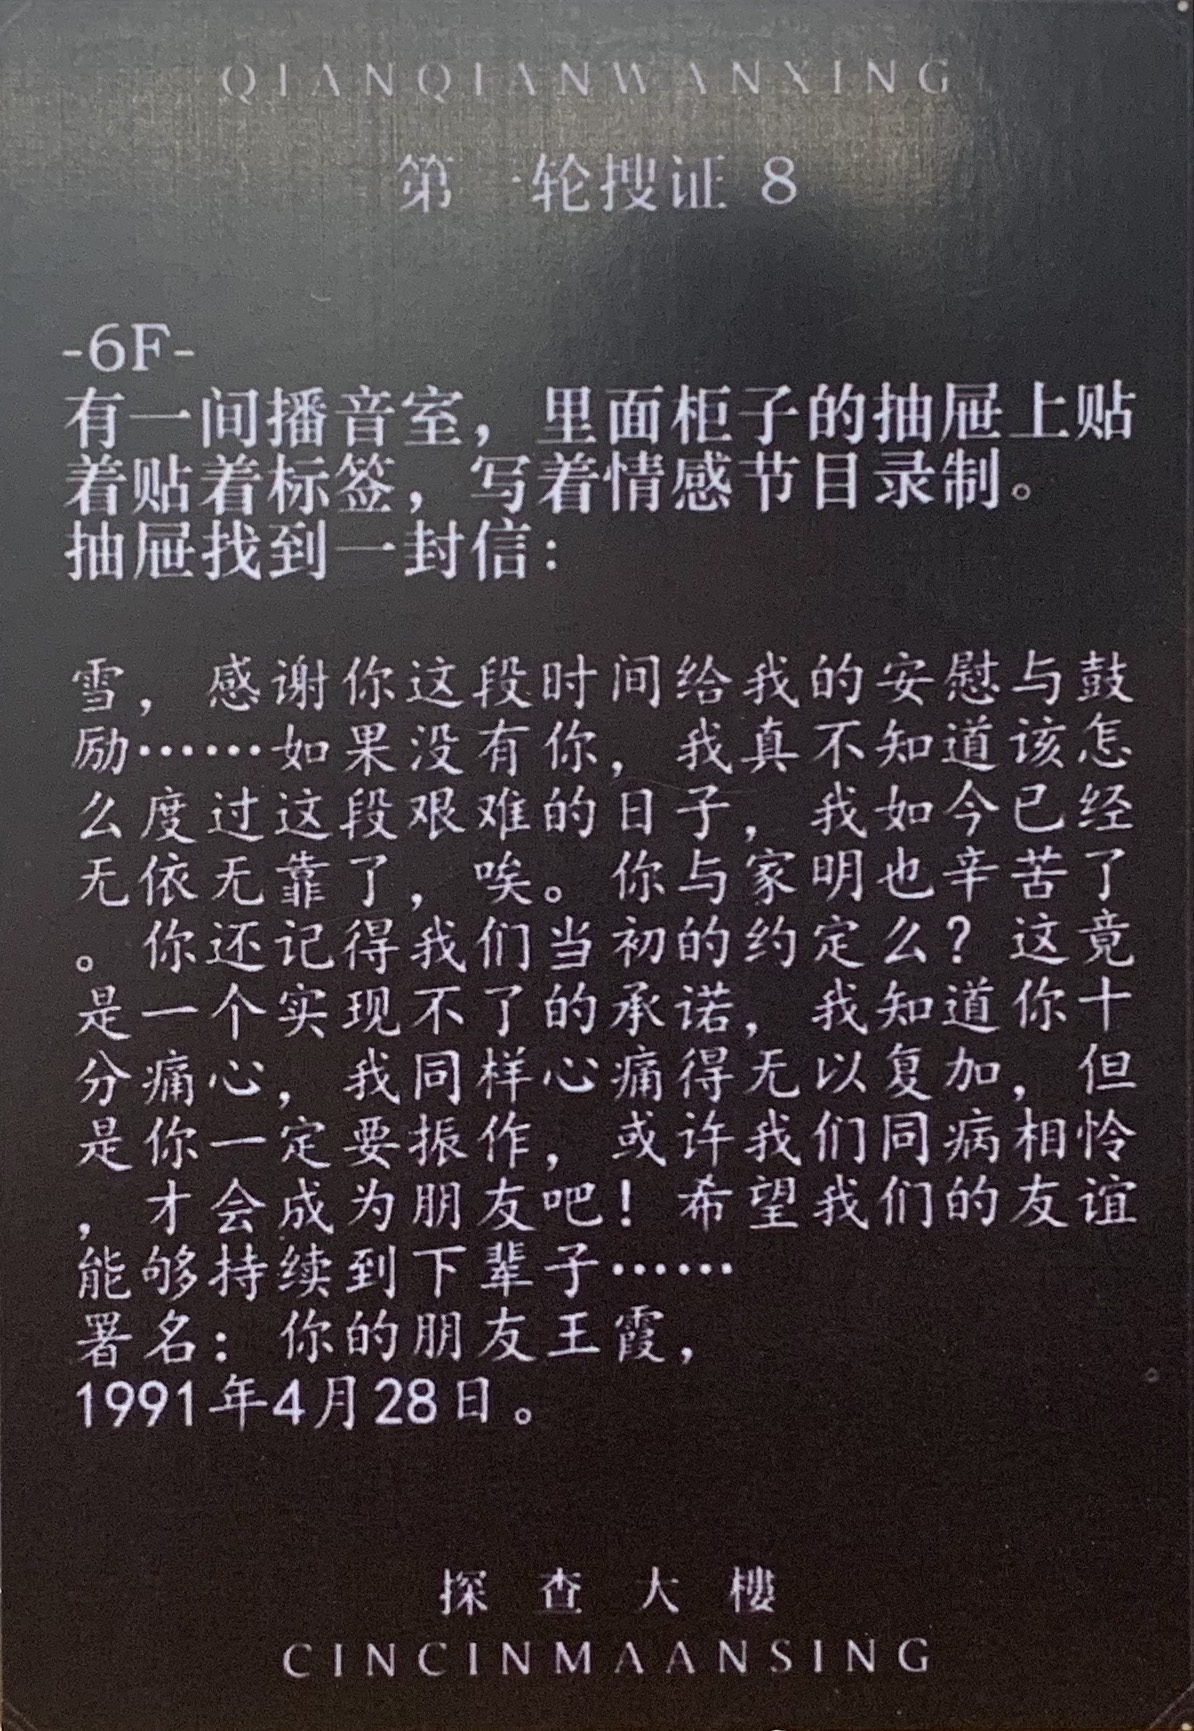 QIANQIANWANXING
第一轮搜证 8
-6F-
有一间播音室，里面柜子的抽屉上贴
着贴着标签，写着情感节目录制。
抽屉找到一封信：
雪，感谢你这段时间给我的安慰与鼓
励……如果没有你，我真不知道该怎
么度过这段艰难的日子，我如今已经
无依无靠了，唉。你与家明也辛苦了
。你还记得我们当初的约定么？这竟
是一个实现不了的承诺，我知道你十
分痛心，我同样心痛得无以复加，但
是你一定要振作，或许我们同病相怜
，才会成为朋友吧！希望我们的友谊
能够持续到下辈子……
署名：你的朋友王霞，
1991年4月28日。
探查大樓
CINCINMAANSING